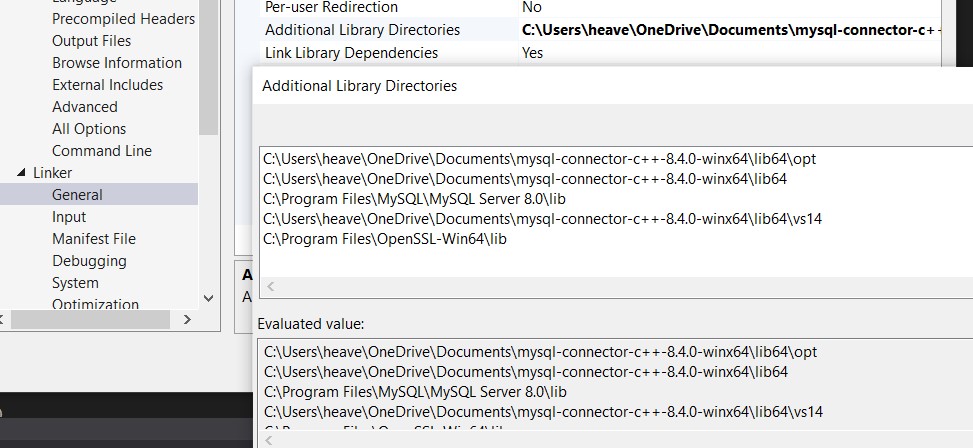 Language
Precompiled Headers
Output Files
Browse Information
External Includes
Advanced
All Options
Command Line
Linker
General
Input
Manifest File
Debugging
System
Optimization
Per-user Redirection No
Additional Library Directories C:\Users\heave\OneDrive\Documents\mysql-connector-c++
Link Library Dependencies Yes
A
A
Additional Library Directories
C:\Users\heave\OneDrive\Documents\mysql-connector-c++-8.4.0-winx64\lib64\opt
C:\Users\heave\OneDrive\Documents\mysql-connector-c++-8.4.0-winx64\lib64
C:\Program Files\MySQL\MySQL Server 8.0\lib
C:\Users\heave\OneDrive\Documents\mysql-connector-c++-8.4.0-winx64\lib64\vs14
C:\Program Files\OpenSSL-Win64\lib
Evaluated value:
C:\Users\heave\OneDrive\Documents\mysql-connector-c++-8.4.0-winx64\lib64\opt
C:\Users\heave\OneDrive\Documents\mysql-connector-c++-8.4.0-winx64\lib64
C:\Program Files\MySQL\MySQL Server 8.0\lib
C:\Users\heave\OneDrive\Documents\mysql-connector-c++-8.4.0-winx64\lib64\vs14
C:\Program Files\OpenSSL-Win64\lib